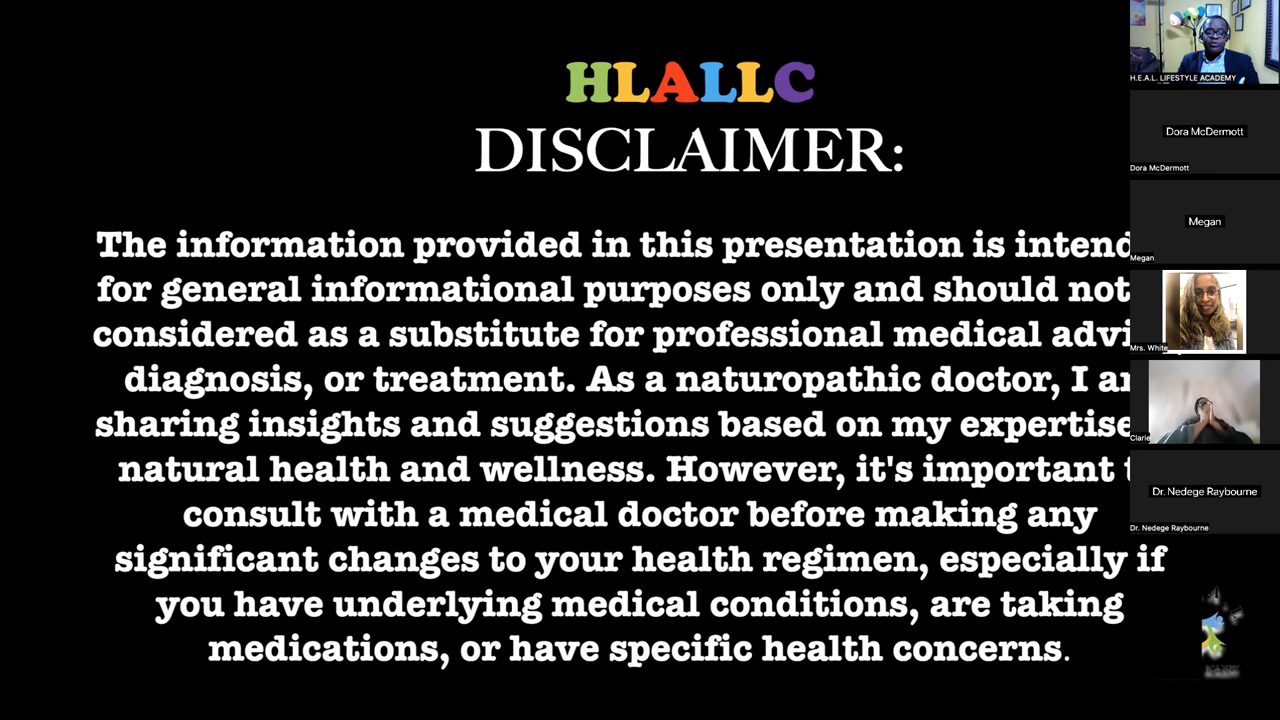 HLALLC
DISCLAIMER:
The information provided in this presentation is
for general informational purposes only and should not
considered as a substitute for professional medical
diagnosis, or treatment. As a naturopathic doctor, I
sharing insights and suggestions based on my expertise
natural health and wellness. However, it's important
consult with a medical doctor before making any
significant changes to your health regimen, especially if
you have underlying medical conditions, are taking
medications, or have specific health concerns.
H.E.A.L. LIFESTYLE ACADEMY
Dora McDermott
Dora McDermott
Megan
Megan
Mrs. White
Dr. Nedege Raybourne
Dr. Nedege Raybourne
ACADEMY